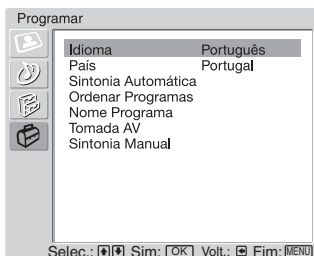 Programar
Idioma Português
País Portugal
Sintonia Automática
Ordenar Programas
Nome Programa
Tomada AV
Sintonia Manual
Selec.: Sim: OK Volt.: Fim: MENU